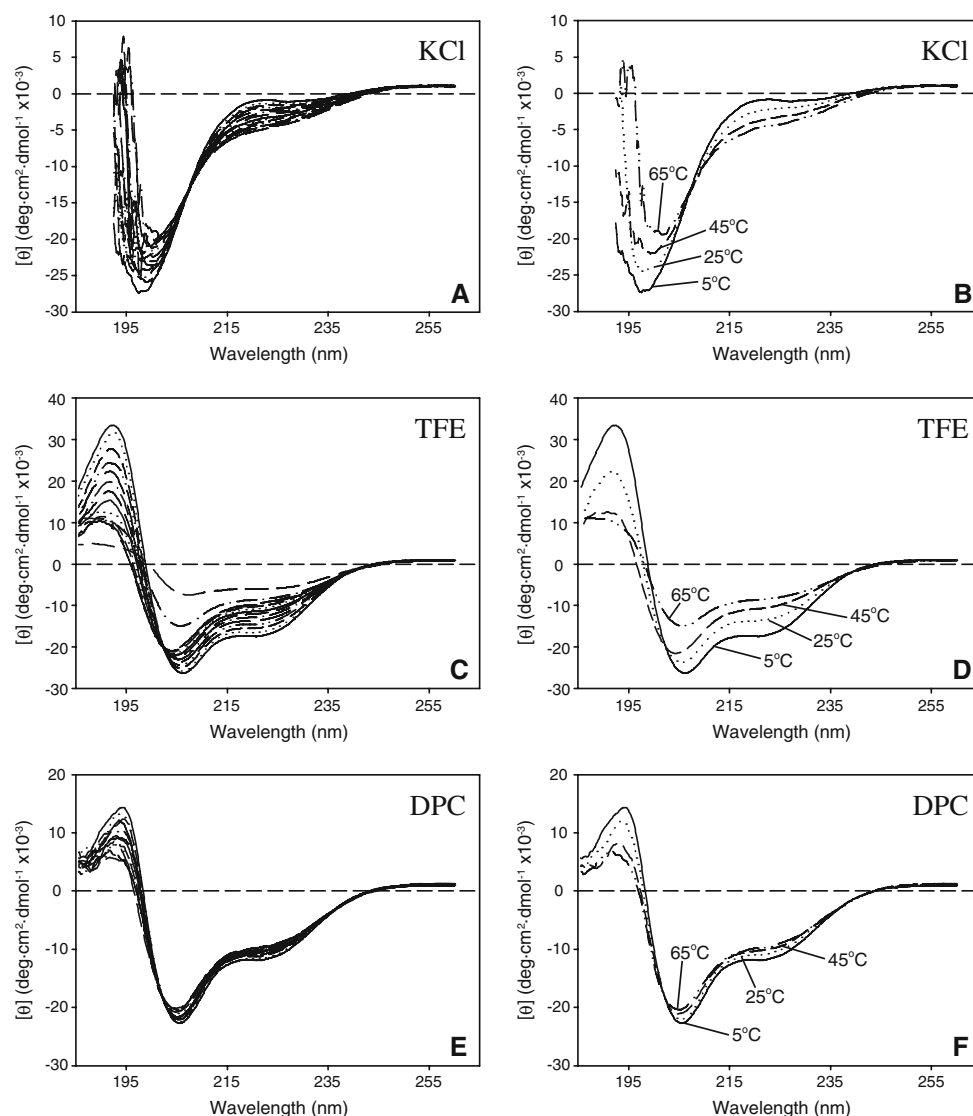 10
5
0
-5
-10
-15
-20
-25
-30
[θ] (deg·cm²·dmol⁻¹ x10⁻³)
KCl
A
195 215 235 255
Wavelength (nm)
10
5
0
-5
-10
-15
-20
-25
-30
[θ] (deg·cm²·dmol⁻¹ x10⁻³)
KCl
65°C
45°C
25°C
5°C
B
195 215 235 255
Wavelength (nm)
40
30
20
10
0
-10
-20
-30
[θ] (deg·cm²·dmol⁻¹ x10⁻³)
TFE
C
195 215 235 255
Wavelength (nm)
40
30
20
10
0
-10
-20
-30
[θ] (deg·cm²·dmol⁻¹ x10⁻³)
TFE
65°C
45°C
25°C
5°C
D
195 215 235 255
Wavelength (nm)
20
10
0
-10
-20
-30
[θ] (deg·cm²·dmol⁻¹ x10⁻³)
DPC
E
195 215 235 255
Wavelength (nm)
20
10
0
-10
-20
-30
[θ] (deg·cm²·dmol⁻¹ x10⁻³)
DPC
65°C
45°C
25°C
5°C
F
195 215 235 255
Wavelength (nm)